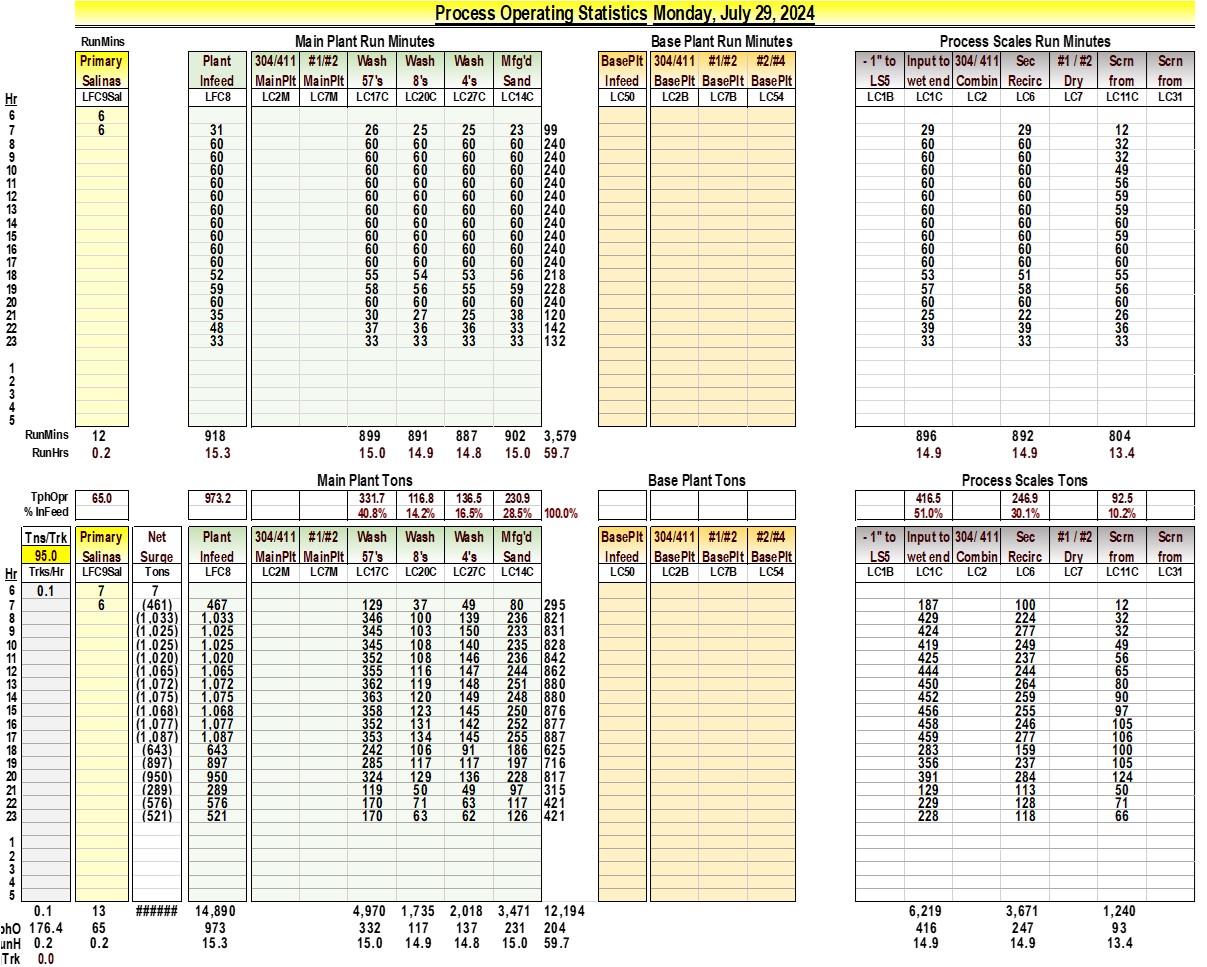 Process Operating Statistics Monday, July 29, 2024
RunMins Main Plant Run Minutes Base Plant Run Minutes Process Scales Run Minutes
Primary Plant 304/411 #1/#2 Wash Wash Wash Mfg'd BasePlt 304/411 #1/#2 #2/#4 - 1" to Input to 304/ 411 Sec #1 / #2 Scrn Scrn
Salinas Infeed MainPlt MainPlt 57's 8's 4's Sand Infeed BasePlt BasePlt BasePlt LS5 wet end Combin Recirc Dry from from
Hr LFC9Sal LFC8 LC2M LC7M LC17C LC20C LC27C LC14C LC50 LC2B LC7B LC54 LC1B LC1C LC2 LC6 LC7 LC11C LC31
6 6
7 6 31 26 25 25 23 99 29 29 12
8 60 60 60 60 60 240 60 60 32
9 60 60 60 60 60 240 60 60 32
10 60 60 60 60 60 240 60 60 49
11 60 60 60 60 60 240 60 60 56
12 60 60 60 60 60 240 60 60 59
13 60 60 60 60 60 240 60 60 59
14 60 60 60 60 60 240 60 60 60
15 60 60 60 60 60 240 60 60 59
16 60 60 60 60 60 240 60 60 60
17 60 60 60 60 60 240 60 60 60
18 52 55 54 53 56 218 53 51 55
19 59 58 56 55 59 228 57 58 56
20 60 60 60 60 60 240 60 60 60
21 35 30 27 25 38 120 25 22 26
22 48 37 36 36 33 142 39 39 36
23 33 33 33 33 33 132 33 33 33
1
2
3
4
5
RunMins 12 918 899 891 887 902 3,579 896 892 804
RunHrs 0.2 15.3 15.0 14.9 14.8 15.0 59.7 14.9 14.9 13.4
Main Plant Tons Base Plant Tons Process Scales Tons
TphOpr 65.0 973.2 331.7 116.8 136.5 230.9 416.5 246.9 92.5
% InFeed 40.8% 14.2% 16.5% 28.5% 100.0% 51.0% 30.1% 10.2%
Tns/Trk Primary Net Plant 304/411 #1/#2 Wash Wash Wash Mfg'd BasePlt 304/411 #1/#2 #2/#4 - 1" to Input to 304/ 411 Sec #1 / #2 Scrn Scrn
95.0 Salinas Surge Infeed MainPlt MainPlt 57's 8's 4's Sand Infeed BasePlt BasePlt BasePlt LS5 wet end Combin Recirc Dry from from
Hr Trks/Hr LFC9Sal Tons LFC8 LC2M LC7M LC17C LC20C LC27C LC14C LC50 LC2B LC7B LC54 LC1B LC1C LC2 LC6 LC7 LC11C LC31
6 0.1 7 7
7 6 (461) 467 129 37 49 80 295 187 100 12
8 (1,033) 1,033 346 100 139 236 821 429 224 32
9 (1,025) 1,025 345 103 150 233 831 424 277 32
10 (1,025) 1,025 345 108 140 235 828 419 249 49
11 (1,020) 1,020 352 108 146 236 842 425 237 56
12 (1,065) 1,065 355 116 147 244 862 444 244 65
13 (1,072) 1,072 362 119 148 251 880 450 264 80
14 (1,075) 1,075 363 120 149 248 880 452 259 90
15 (1,068) 1,068 358 123 145 250 876 456 255 97
16 (1,077) 1,077 352 131 142 252 877 458 246 105
17 (1,087) 1,087 353 134 145 255 887 459 277 106
18 (643) 643 242 106 91 186 625 283 159 100
19 (897) 897 285 117 117 197 716 356 237 105
20 (950) 950 324 129 136 228 817 391 284 124
21 (289) 289 119 50 49 97 315 129 113 50
22 (576) 576 170 71 63 117 421 229 128 71
23 (521) 521 170 63 62 126 421 228 118 66
1
2
3
4
5
0.1 13 ###### 14,890 4,970 1,735 2,018 3,471 12,194 6,219 3,671 1,240
phO 176.4 65 973 332 117 137 231 204 416 247 93
unH 0.2 0.2 15.3 15.0 14.9 14.8 15.0 59.7 14.9 14.9 13.4
Trk 0.0